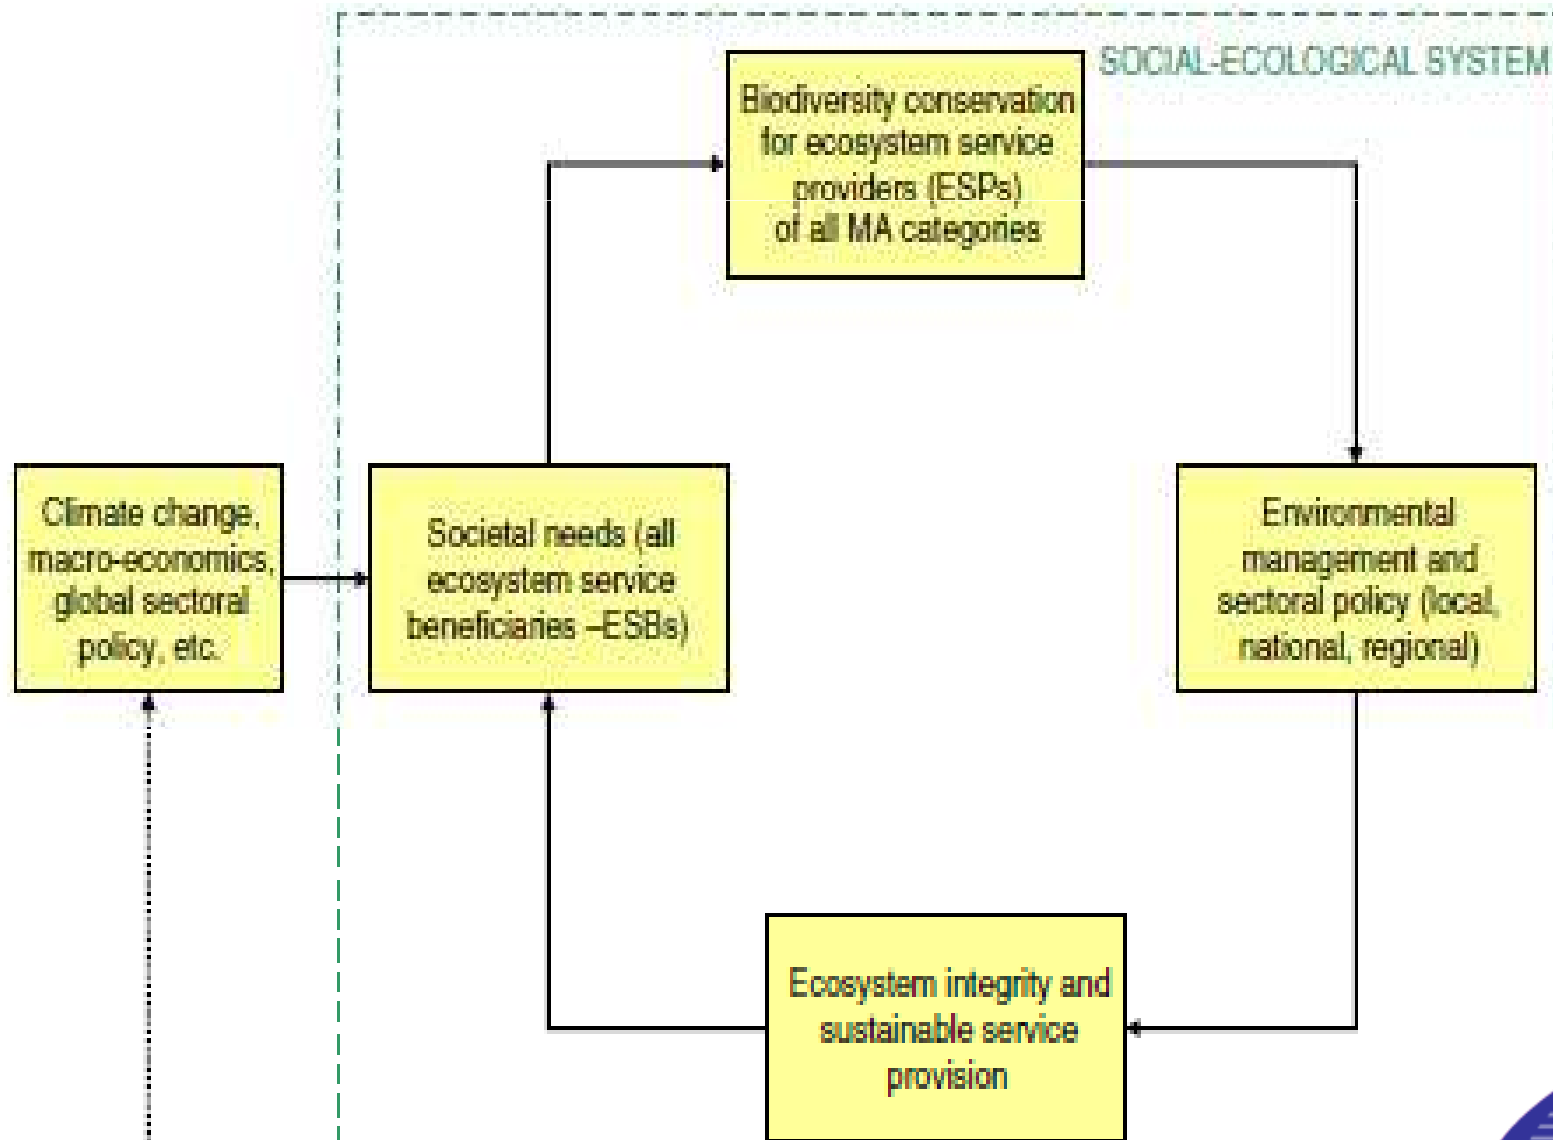 SOCIAL-ECOLOGICAL SYSTEM
Biodiversity conservation
for ecosystem service
providers (ESPs)
of all MA categories
Climate change,
macro-economics,
global sectoral
policy, etc.
Societal needs (all
ecosystem service
beneficiaries –ESBs)
Environmental
management and
sectoral policy (local,
national, regional)
Ecosystem integrity and
sustainable service
provision